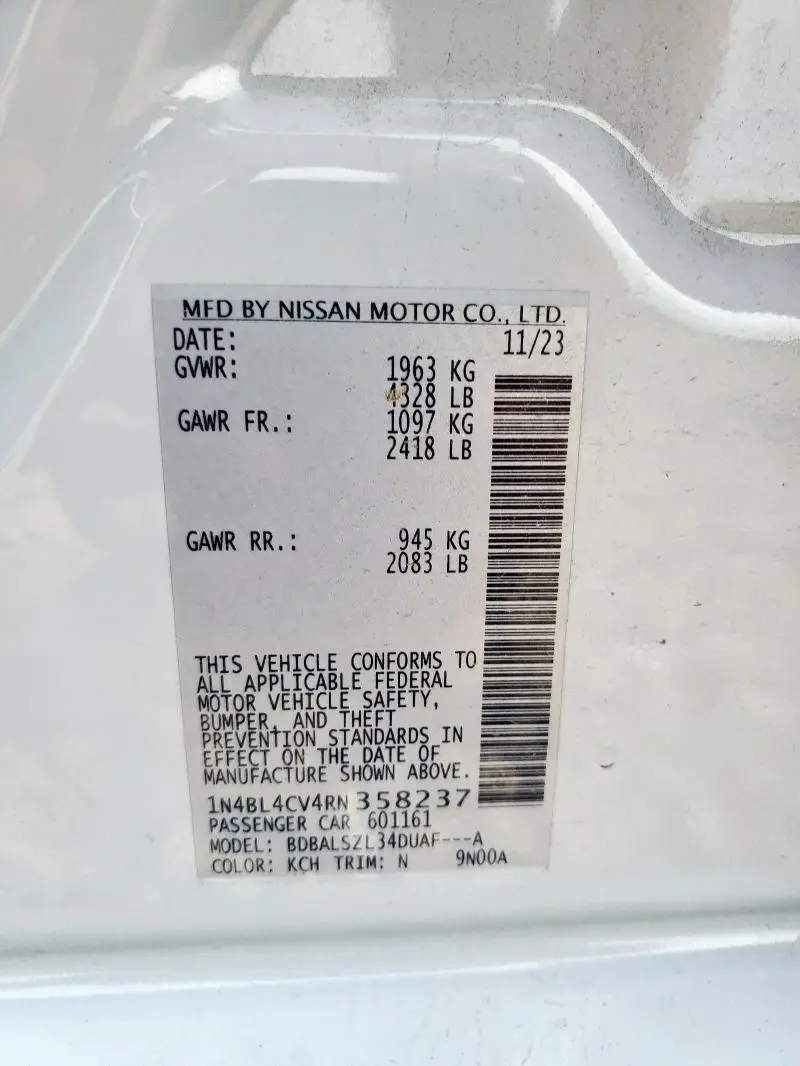 MFD BY NISSAN MOTOR CO., LTD.
DATE: 11/23
GVWR: 1963 KG
4328 LB
GAWR FR.: 1097 KG
2418 LB
GAWR RR.: 945 KG
2083 LB
THIS VEHICLE CONFORMS TO
ALL APPLICABLE FEDERAL
MOTOR VEHICLE SAFETY,
BUMPER, AND THEFT
PREVENTION STANDARDS IN
EFFECT ON THE DATE OF
MANUFACTURE SHOWN ABOVE.
1N4BL4CV4RN358237
PASSENGER CAR 601161
MODEL: BDBALSZL34DUAF---A
COLOR: KCH TRIM: N 9N00A